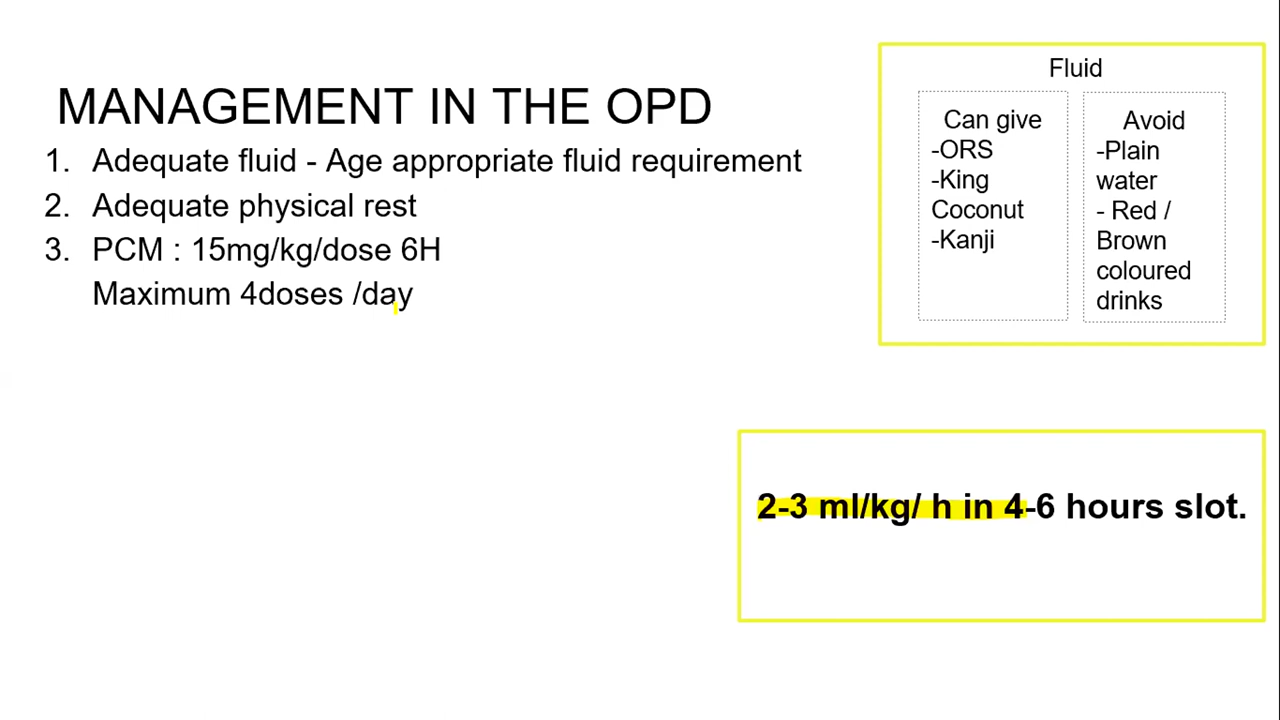 MANAGEMENT IN THE OPD
1. Adequate fluid - Age appropriate fluid requirement
2. Adequate physical rest
3. PCM : 15mg/kg/dose 6H
Maximum 4doses /day
Fluid
Can give
-ORS
-King
Coconut
-Kanji
Avoid
-Plain
water
- Red /
Brown
coloured
drinks
2-3 ml/kg/ h in 4-6 hours slot.